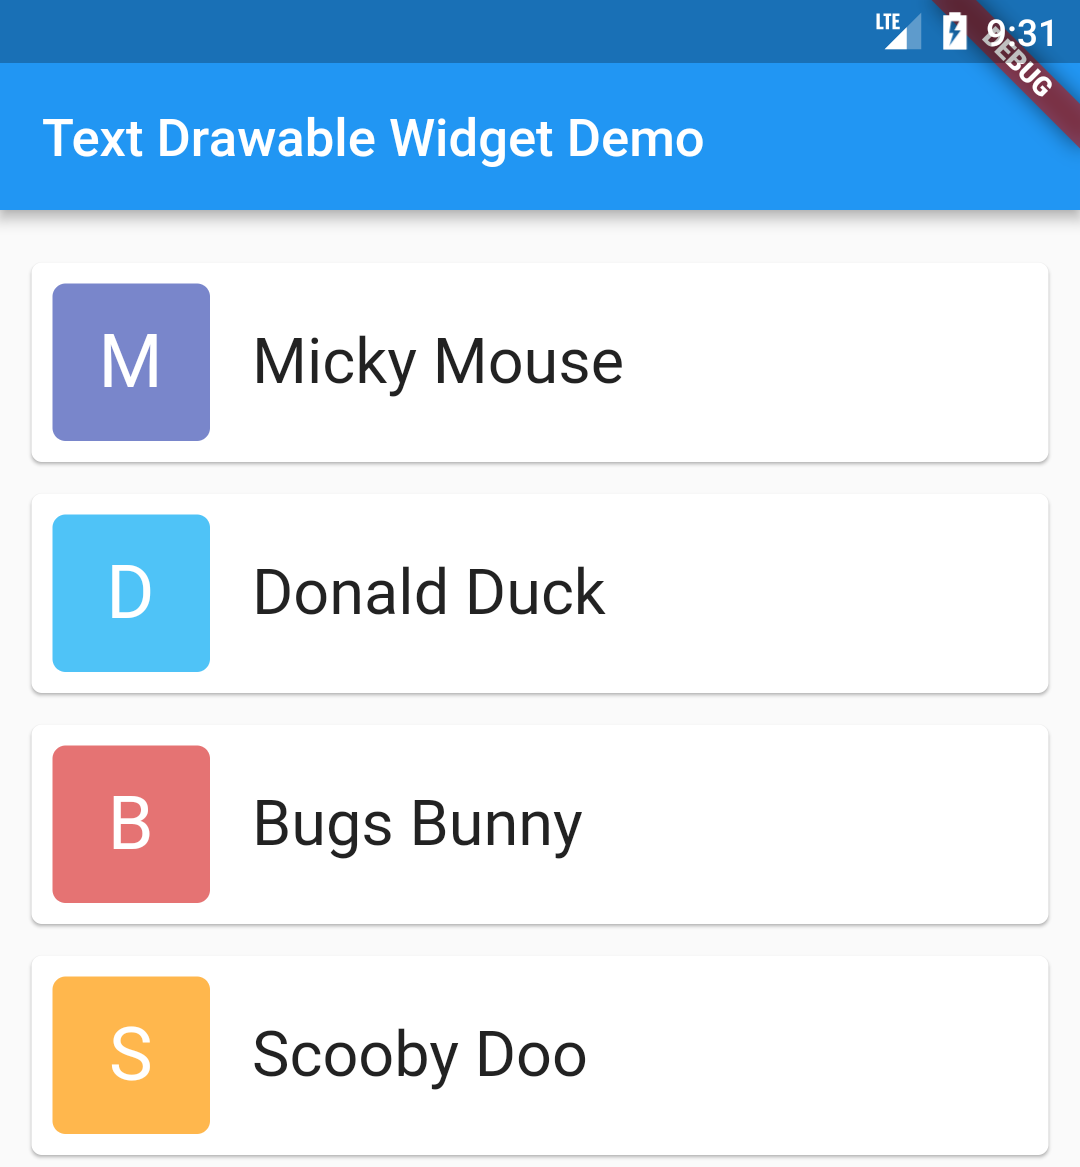 LTE 9:31
DEBUG
Text Drawable Widget Demo
M Micky Mouse
D Donald Duck
B Bugs Bunny
S Scooby Doo